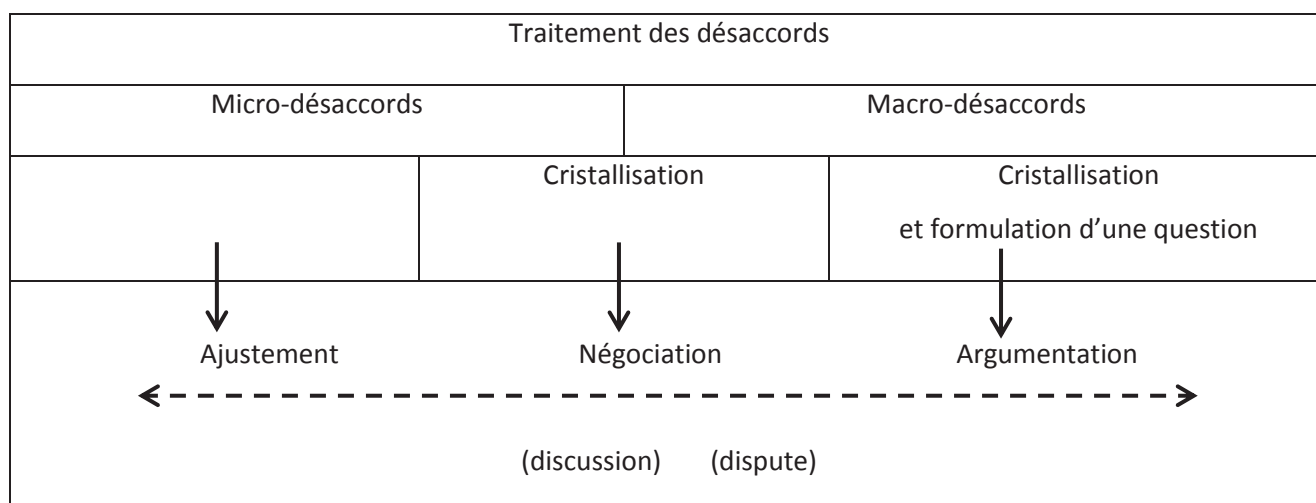 Traitement des désaccords
Micro-désaccords Macro-désaccords
Cristallisation Cristallisation
et formulation d’une question
Ajustement Négociation Argumentation
(discussion) (dispute)